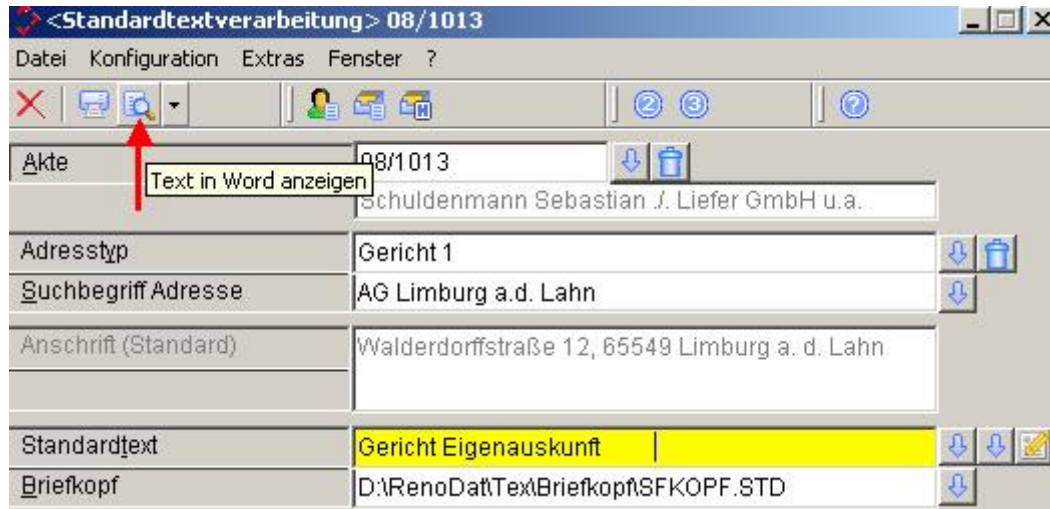 <Standardtextverarbeitung> 08/1013
Datei Konfiguration Extras Fenster ?
2 3 ?
Akte 08/1013
Text in Word anzeigen
Schuldenmann Sebastian ./. Liefer GmbH u.a.
Adresstyp Gericht 1
Suchbegriff Adresse AG Limburg a.d. Lahn
Anschrift (Standard) Walderdorffstraße 12, 65549 Limburg a. d. Lahn
Standardtext Gericht Eigenauskunft
Briefkopf D:\RenoDat\Tex\Briefkopf\SFKOPF.STD